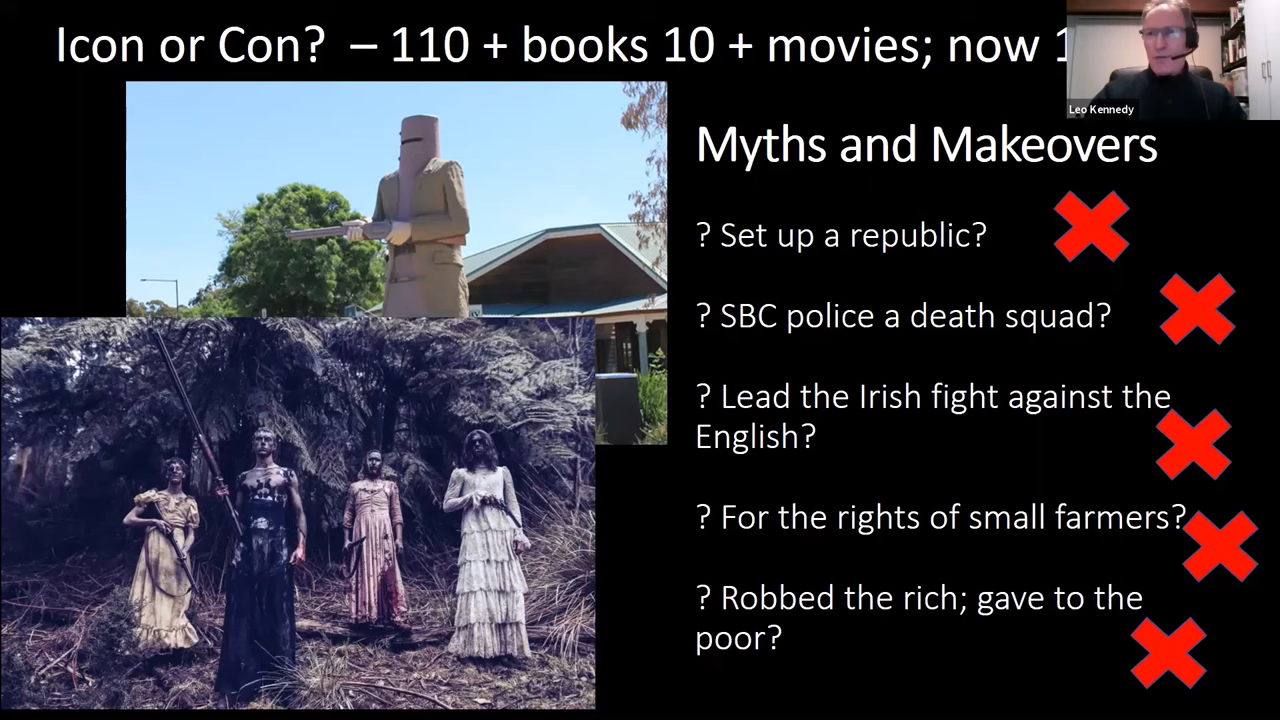 Icon or Con? – 110 + books 10 + movies; now 1
Leo Kennedy
Myths and Makeovers
? Set up a republic?
? SBC police a death squad?
? Lead the Irish fight against the
English?
? For the rights of small farmers?
? Robbed the rich; gave to the
poor?